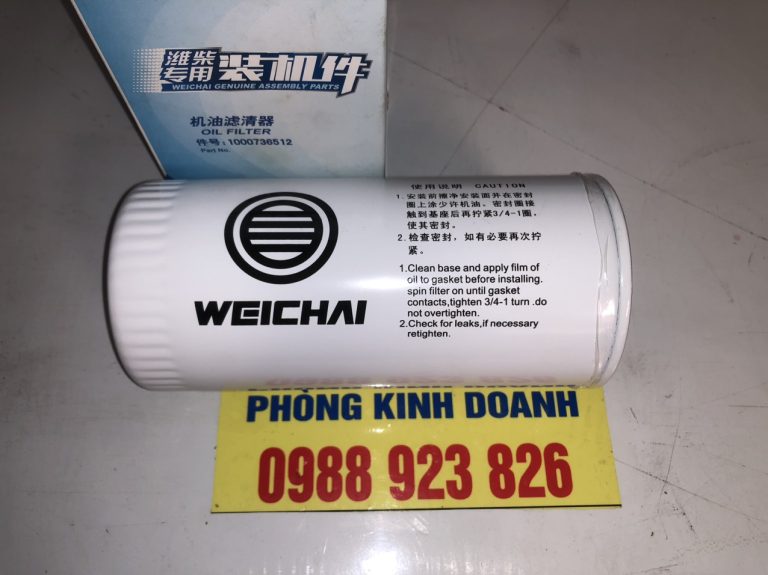 潍柴
专用
装机件
WEICHAI GENUINE ASSEMBLY PARTS
机油滤清器
OIL FILTER
件号:1000736512
Part No.
WEICHAI
使用说明 CAUTION
1. 安装前擦净安装面并在密封
圈上涂少许机油。密封圈接
触到基座后再拧紧3/4-1圈,
使其密封。
2. 检查密封,如有必要再次拧
紧。
1.Clean base and apply film of
oil to gasket before installing.
spin filter on until gasket
contacts,tighten 3/4-1 turn .do
not overtighten.
2.Check for leaks,if necessary
retighten.
PHÒNG KINH DOANH
0988 923 826